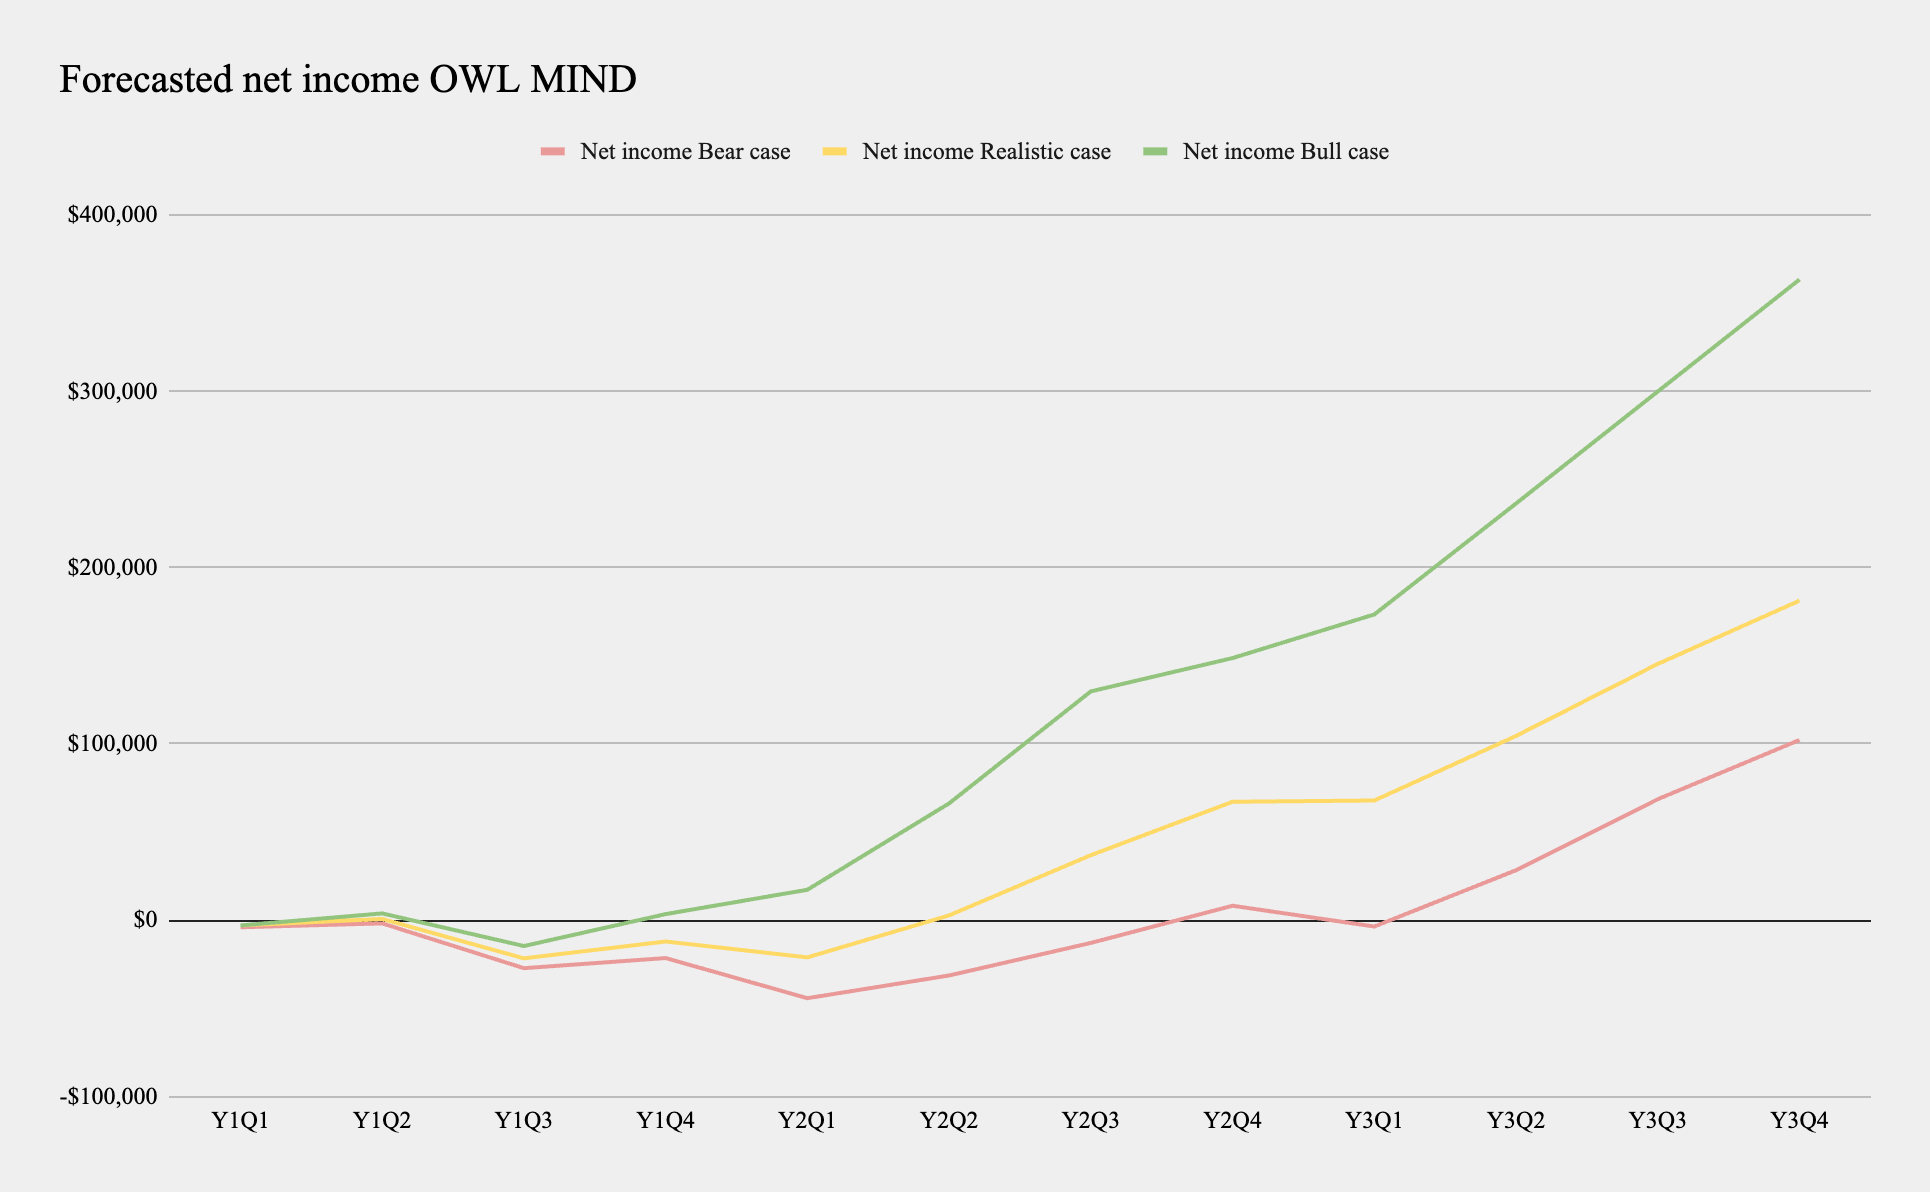 Forecasted net income OWL MIND
Net income Bear case Net income Realistic case Net income Bull case
$400,000
$300,000
$200,000
$100,000
$0
-$100,000
Y1Q1 Y1Q2 Y1Q3 Y1Q4 Y2Q1 Y2Q2 Y2Q3 Y2Q4 Y3Q1 Y3Q2 Y3Q3 Y3Q4